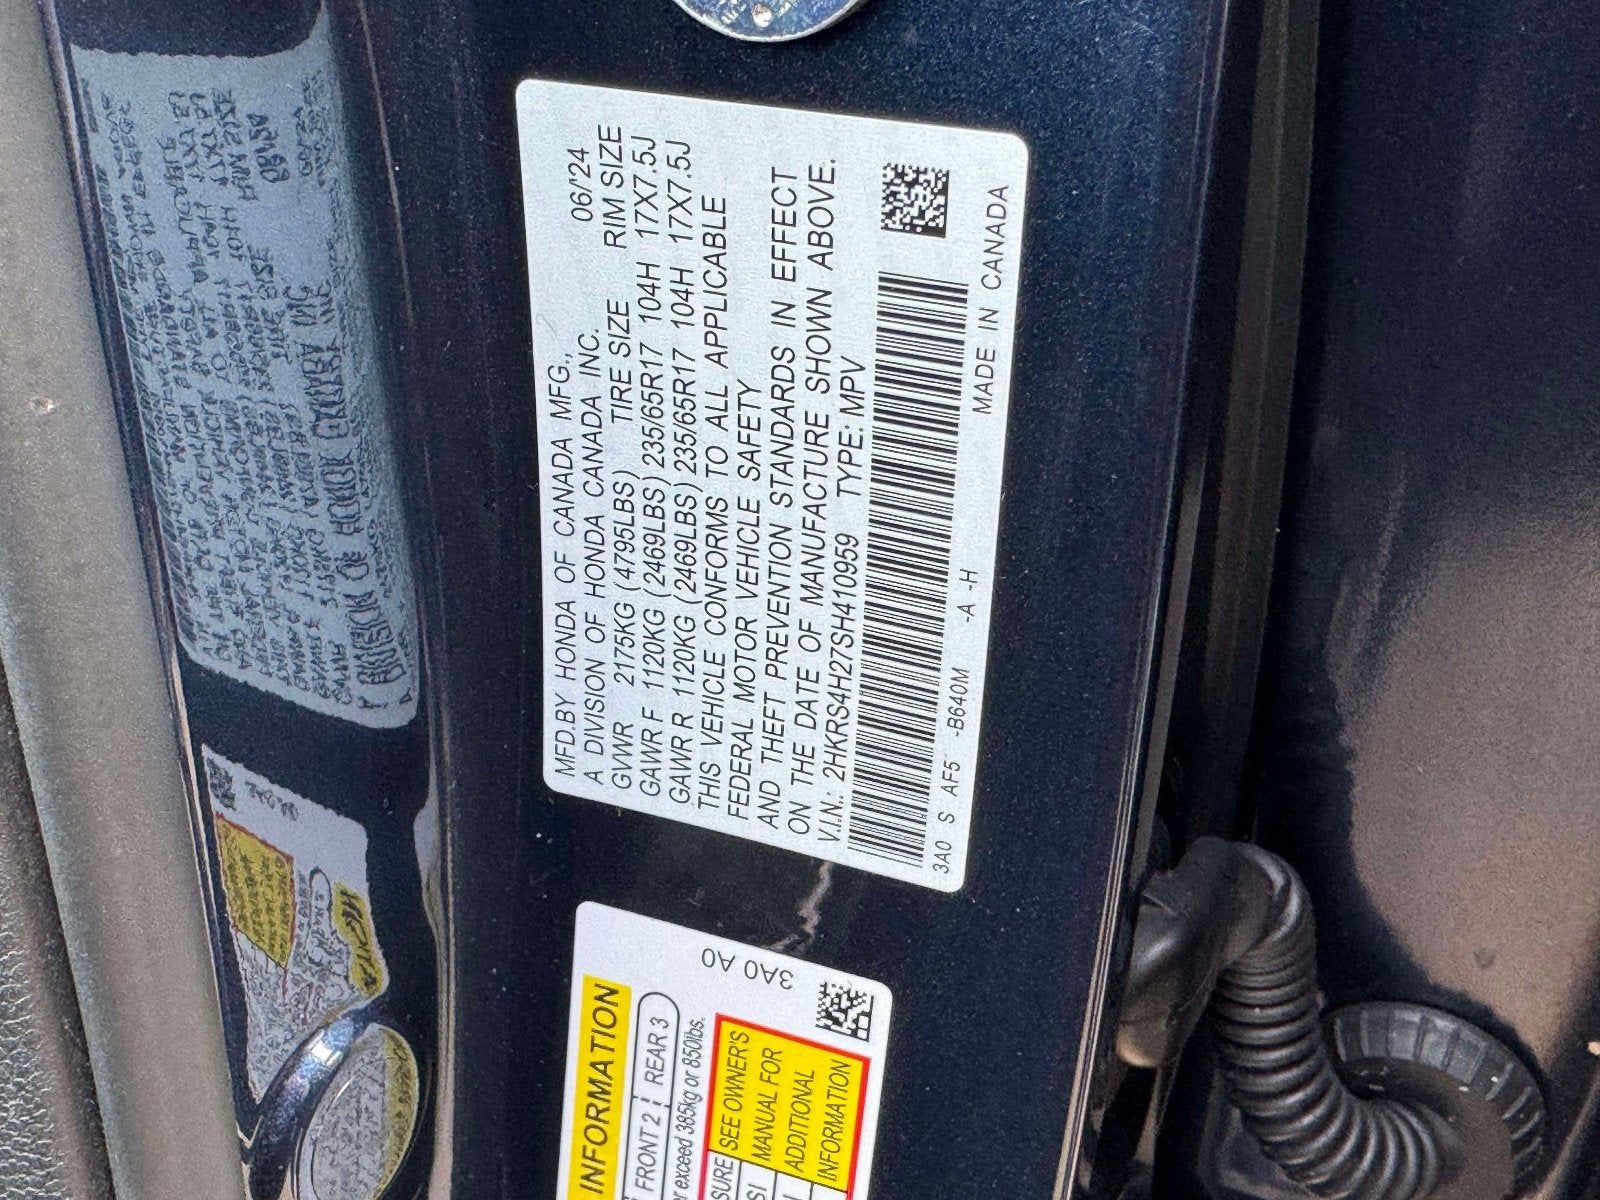 MFD.BY HONDA OF CANADA MFG.,
A DIVISION OF HONDA CANADA INC. 06/'24
GVWR 2175KG (4795LBS) TIRE SIZE RIM SIZE
GAWR F 1120KG (2469LBS) 235/65R17 104H 17X7.5J
GAWR R 1120KG (2469LBS) 235/65R17 104H 17X7.5J
THIS VEHICLE CONFORMS TO ALL APPLICABLE
FEDERAL MOTOR VEHICLE SAFETY
AND THEFT PREVENTION STANDARDS IN EFFECT
ON THE DATE OF MANUFACTURE SHOWN ABOVE.
V.I.N.: 2HKRS4H27SH410959 TYPE: MPV
3A0 S AF5 -B640M -A -H
MADE IN CANADA
INFORMATION
FRONT 2 REAR 3
exceed 385kg or 850lbs.
3A0 A0
SEE OWNER'S
MANUAL FOR
ADDITIONAL
INFORMATION